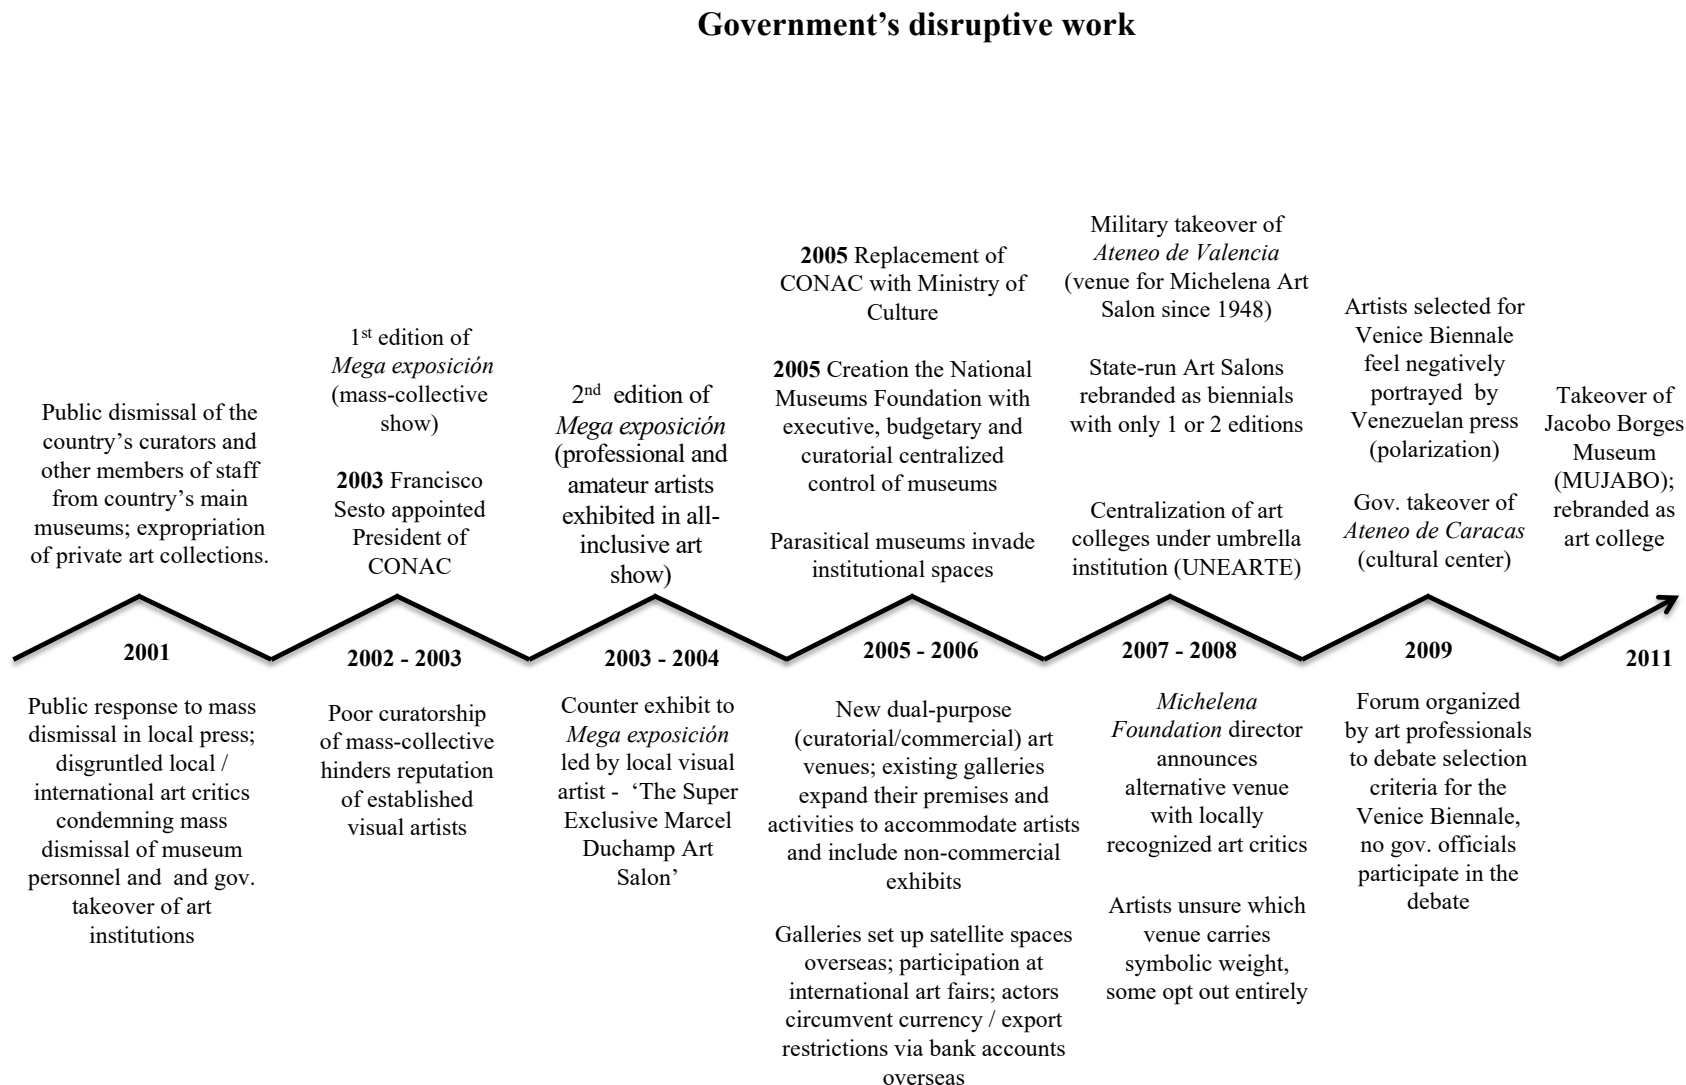 Government’s disruptive work
Public dismissal of the
country’s curators and
other members of staff
from country’s main
museums; expropriation
of private art collections.
1st edition of
Mega exposición
(mass-collective
show)
2003 Francisco
Sesto appointed
President of
CONAC
2nd edition of
Mega exposición
(professional and
amateur artists
exhibited in all-
inclusive art
show)
2005 Replacement of
CONAC with Ministry of
Culture
2005 Creation the National
Museums Foundation with
executive, budgetary and
curatorial centralized
control of museums
Parasitical museums invade
institutional spaces
Military takeover of
Ateneo de Valencia
(venue for Michelena Art
Salon since 1948)
State-run Art Salons
rebranded as biennials
with only 1 or 2 editions
Centralization of art
colleges under umbrella
institution (UNEARTE)
Artists selected for
Venice Biennale
feel negatively
portrayed by
Venezuelan press
(polarization)
Gov. takeover of
Ateneo de Caracas
(cultural center)
Takeover of
Jacobo Borges
Museum
(MUJABO);
rebranded as
art college
2001
2002 - 2003
2003 - 2004
2005 - 2006
2007 - 2008
2009
2011
Public response to mass
dismissal in local press;
disgruntled local /
international art critics
condemning mass
dismissal of museum
personnel and and gov.
takeover of art
institutions
Poor curatorship
of mass-collective
hinders reputation
of established
visual artists
Counter exhibit to
Mega exposición
led by local visual
artist - ‘The Super
Exclusive Marcel
Duchamp Art
Salon’
New dual-purpose
(curatorial/commercial) art
venues; existing galleries
expand their premises and
activities to accommodate artists
and include non-commercial
exhibits
Galleries set up satellite spaces
overseas; participation at
international art fairs; actors
circumvent currency / export
restrictions via bank accounts
overseas
Michelena
Foundation director
announces
alternative venue
with locally
recognized art critics
Artists unsure which
venue carries
symbolic weight,
some opt out entirely
Forum organized
by art professionals
to debate selection
criteria for the
Venice Biennale,
no gov. officials
participate in the
debate